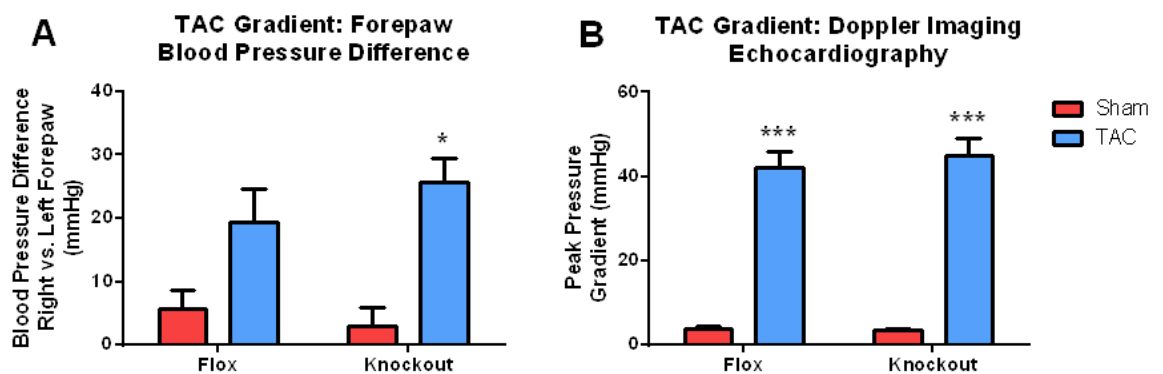 A
TAC Gradient: Forepaw
Blood Pressure Difference
Blood Pressure Difference
Right vs. Left Forepaw
(mmHg)
40
30
20
10
0
*
Flox
Knockout
B
TAC Gradient: Doppler Imaging
Echocardiography
Peak Pressure
Gradient (mmHg)
60
40
20
0
***
***
Flox
Knockout
Sham
TAC